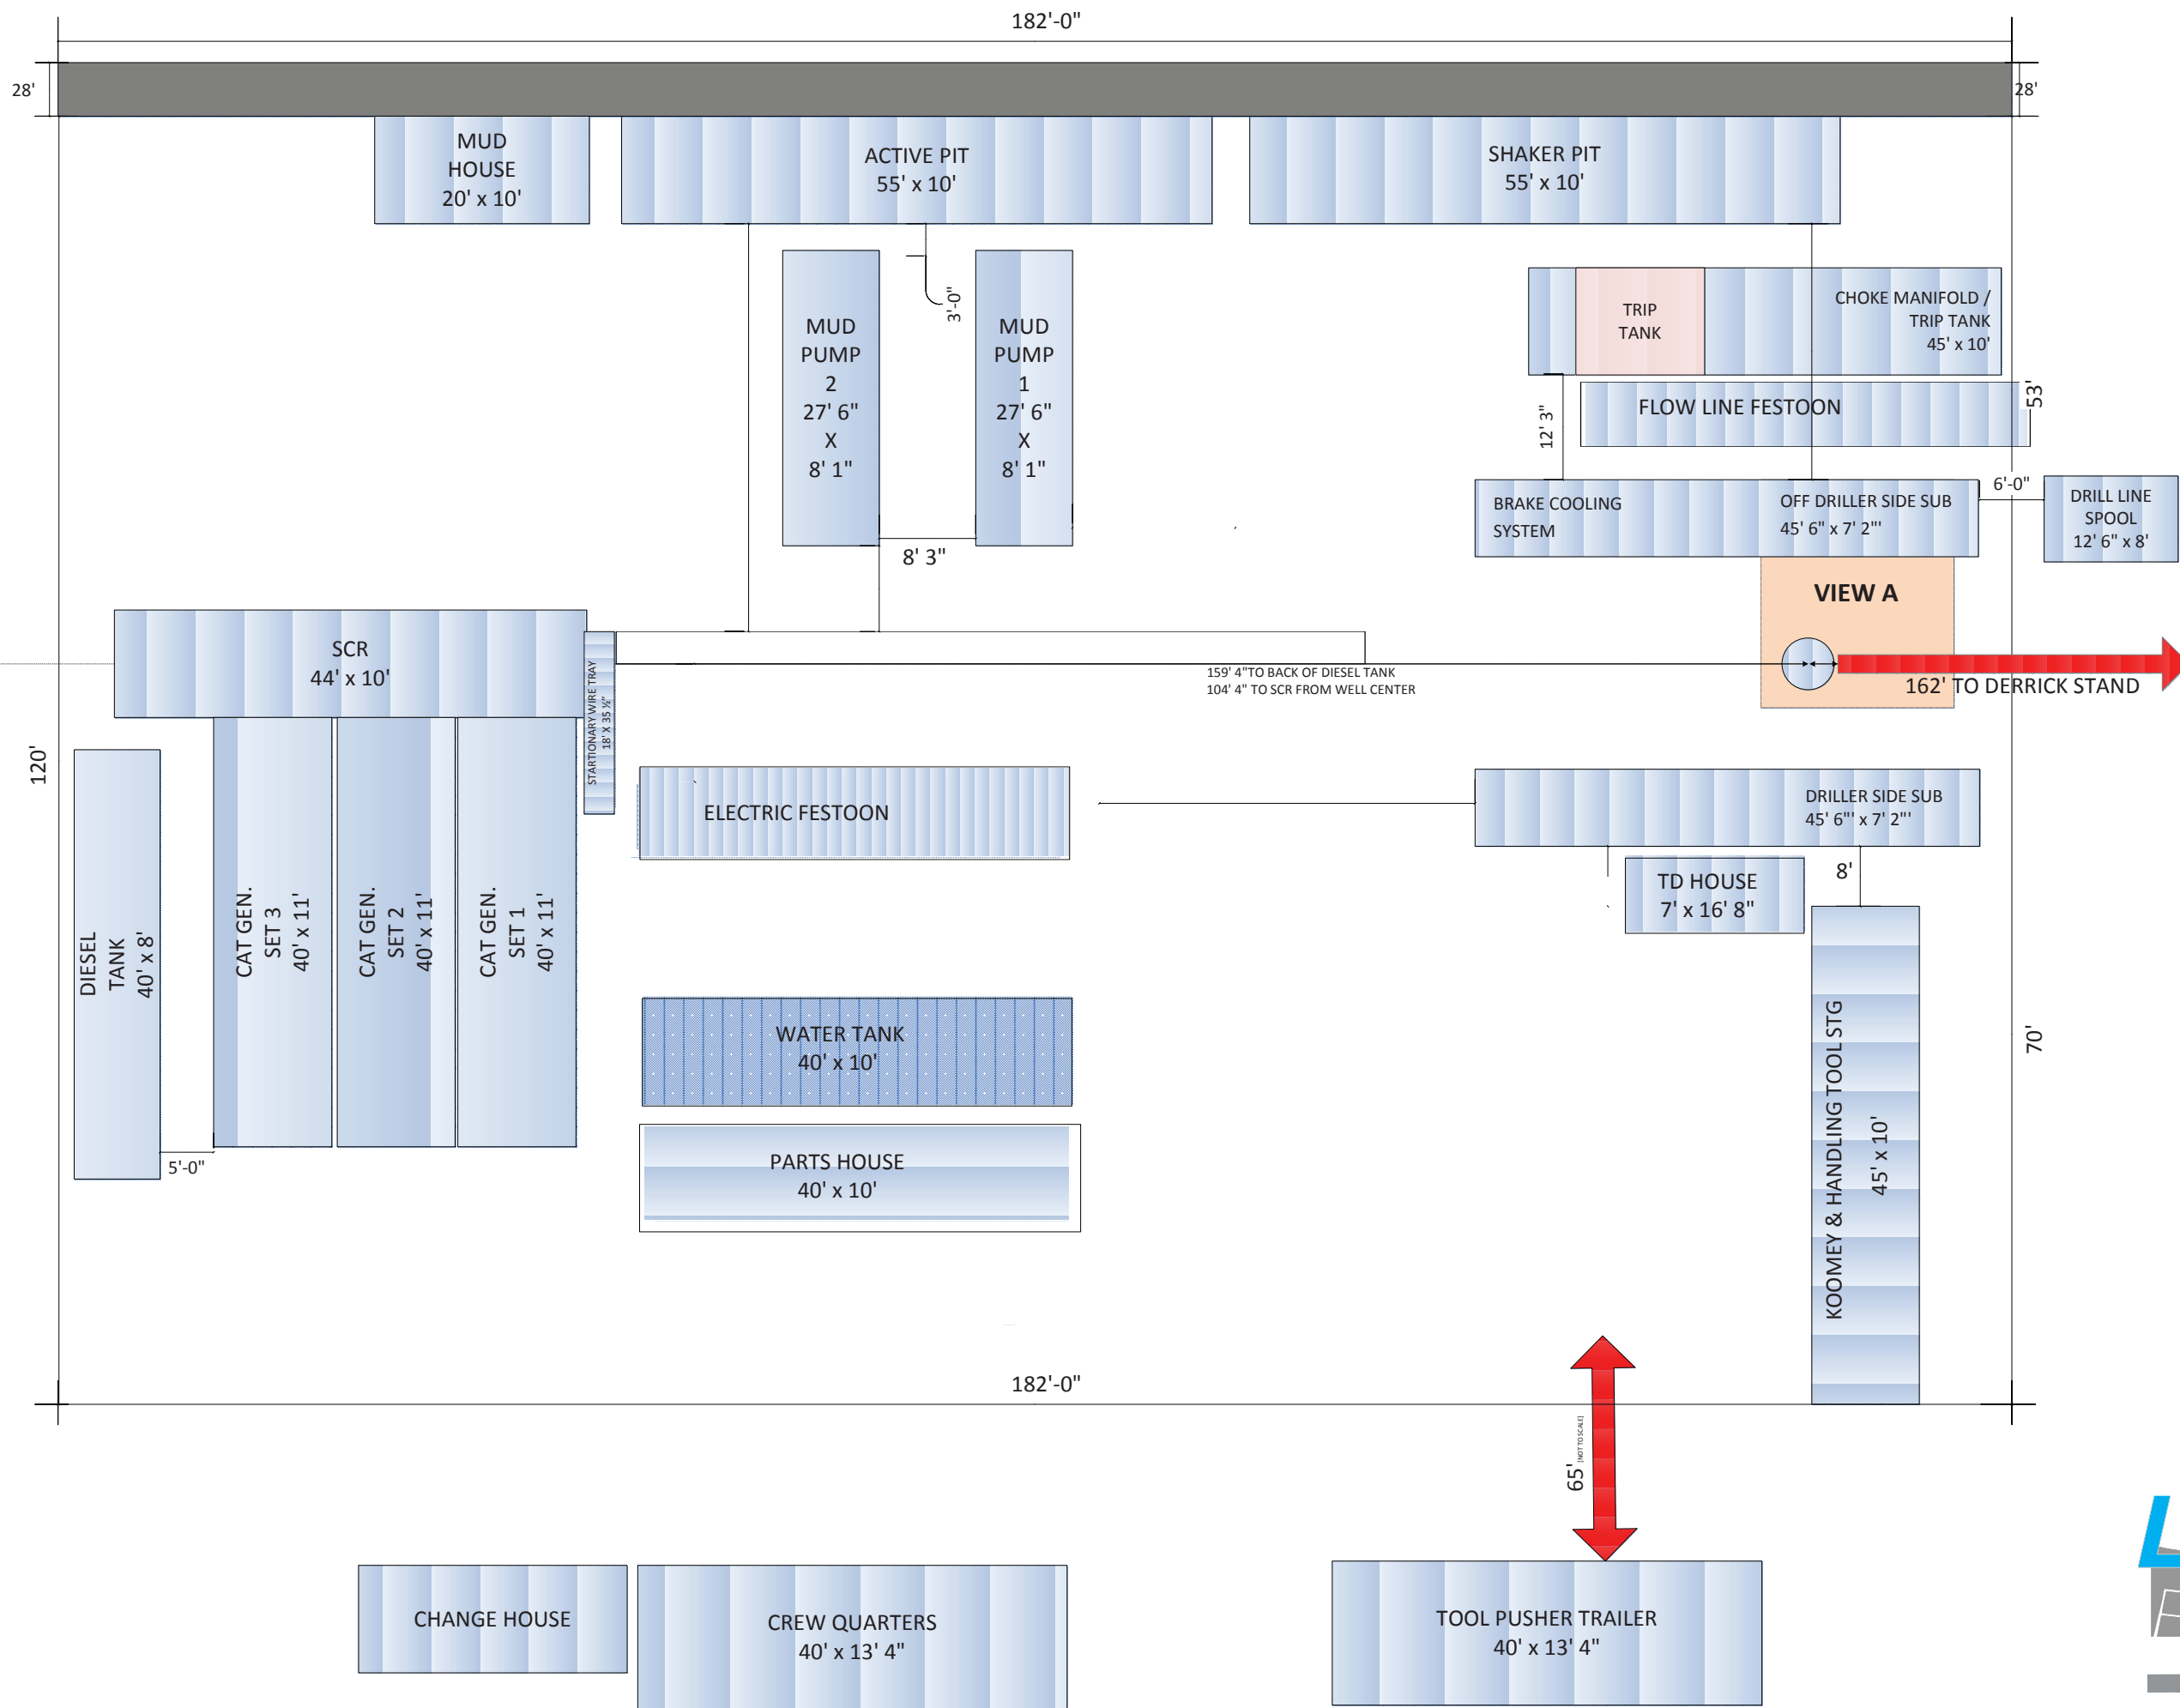 182'-0"
28'
28'
MUD
HOUSE
20' x 10'
ACTIVE PIT
55' x 10'
SHAKER PIT
55' x 10'
3'-0"
MUD
PUMP
2
27' 6"
X
8' 1"
MUD
PUMP
1
27' 6"
X
8' 1"
8' 3"
TRIP
TANK
CHOKE MANIFOLD /
TRIP TANK
45' x 10'
12' 3"
FLOW LINE FESTOON
53'
BRAKE COOLING
SYSTEM
OFF DRILLER SIDE SUB
45' 6" x 7' 2"'
6'-0"
DRILL LINE
SPOOL
12' 6" x 8'
VIEW A
SCR
44' x 10'
STARTIONARY WIRE TRAY
18' X 35 ½"
159' 4"TO BACK OF DIESEL TANK
104' 4" TO SCR FROM WELL CENTER
162' TO DERRICK STAND
120'
ELECTRIC FESTOON
DRILLER SIDE SUB
45' 6"' x 7' 2"'
TD HOUSE
7' x 16' 8"
8'
DIESEL
TANK
40' x 8'
CAT GEN.
SET 3
40' x 11'
CAT GEN.
SET 2
40' x 11'
CAT GEN.
SET 1
40' x 11'
5'-0"
WATER TANK
40' x 10'
PARTS HOUSE
40' x 10'
KOOMEY & HANDLING TOOL STG
45' x 10'
70'
182'-0"
65' [NOT TO SCALE]
CHANGE HOUSE
CREW QUARTERS
40' x 13' 4"
TOOL PUSHER TRAILER
40' x 13' 4"